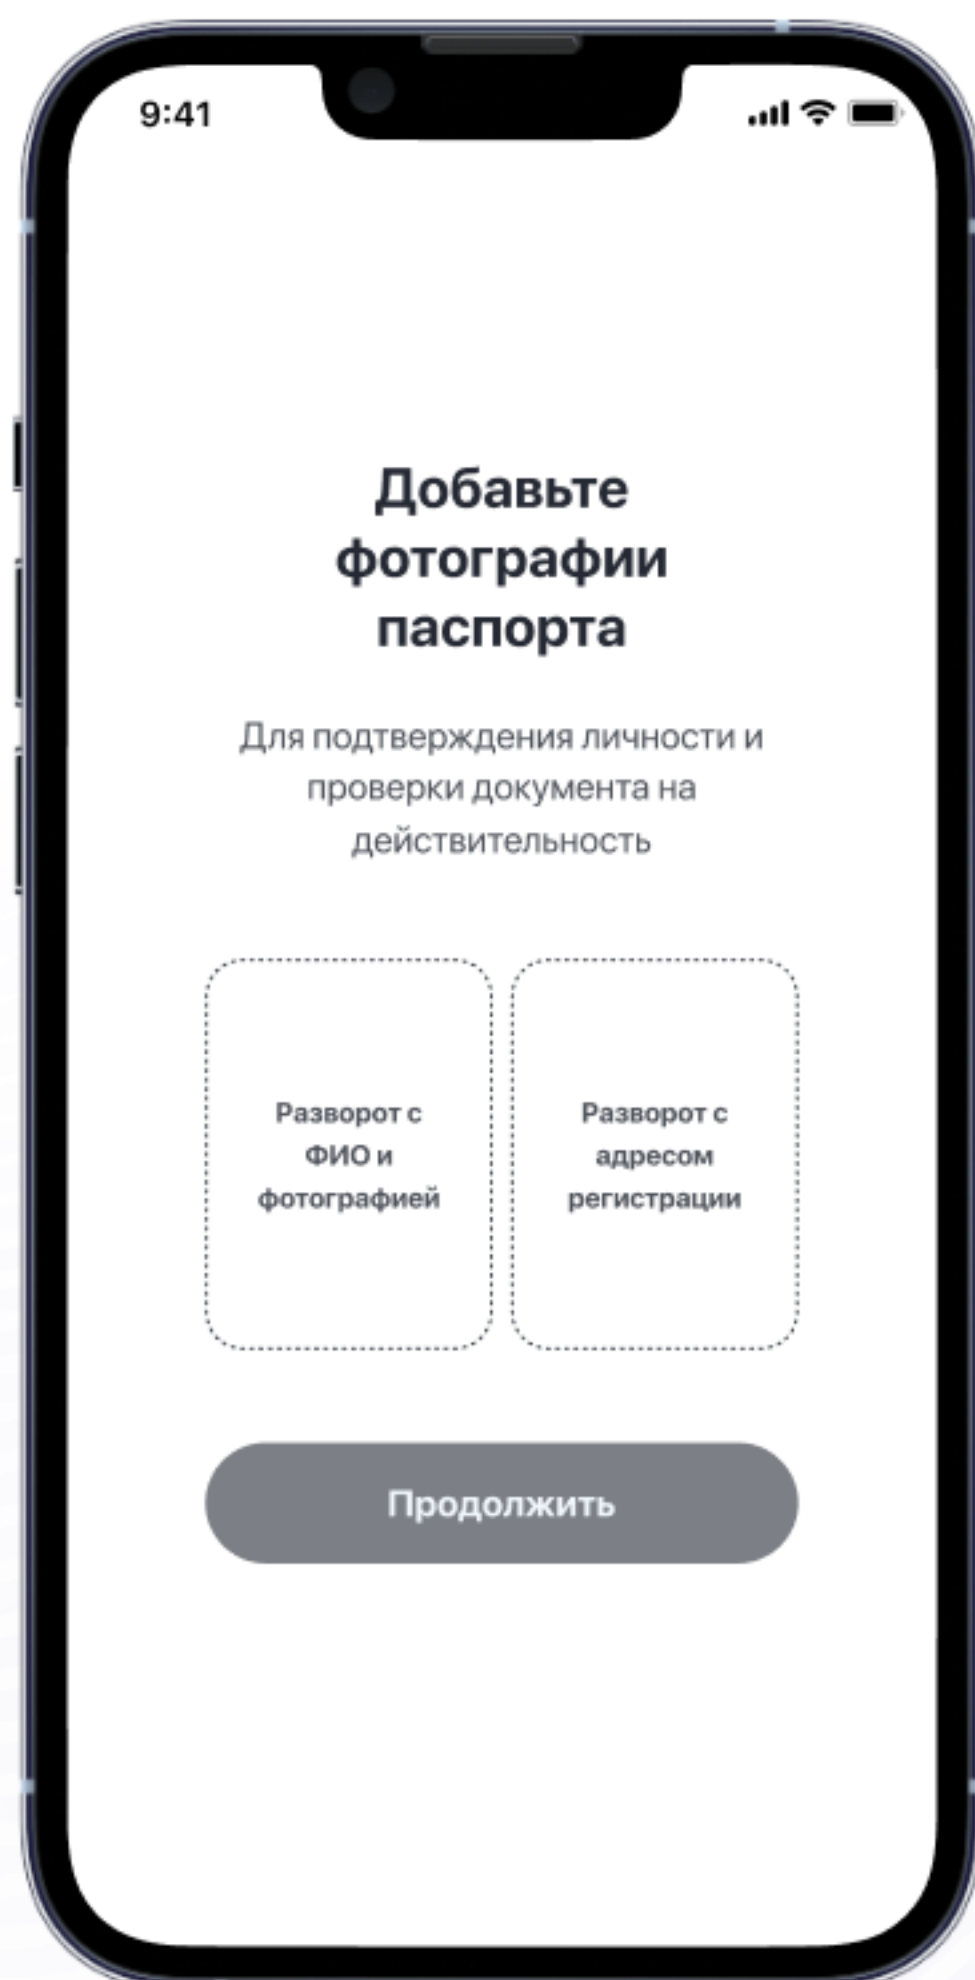 9:41
Добавьте
фотографии
паспорта
Для подтверждения личности и
проверки документа на
действительность
Разворот с
ФИО и
фотографией
Разворот с
адресом
регистрации
Продолжить